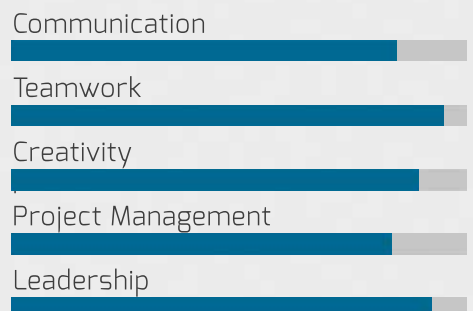 Communication
Teamwork
Creativity
Project Management
Leadership